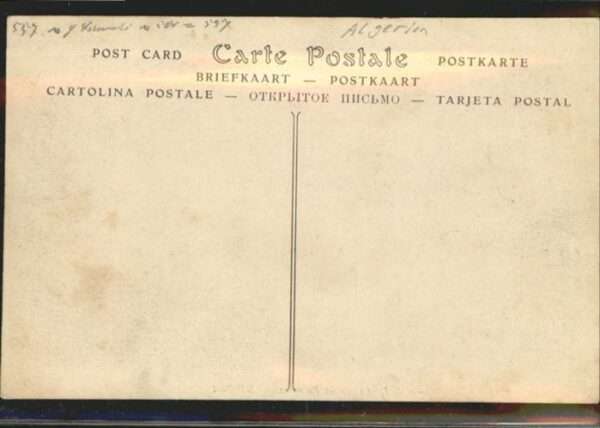 Algerien
POST CARD Carte Postale POSTKARTE
BRIEFKAART — POSTKAART
CARTOLINA POSTALE — ОТКРЫТОЕ ПИСЬМО — TARJETA POSTAL